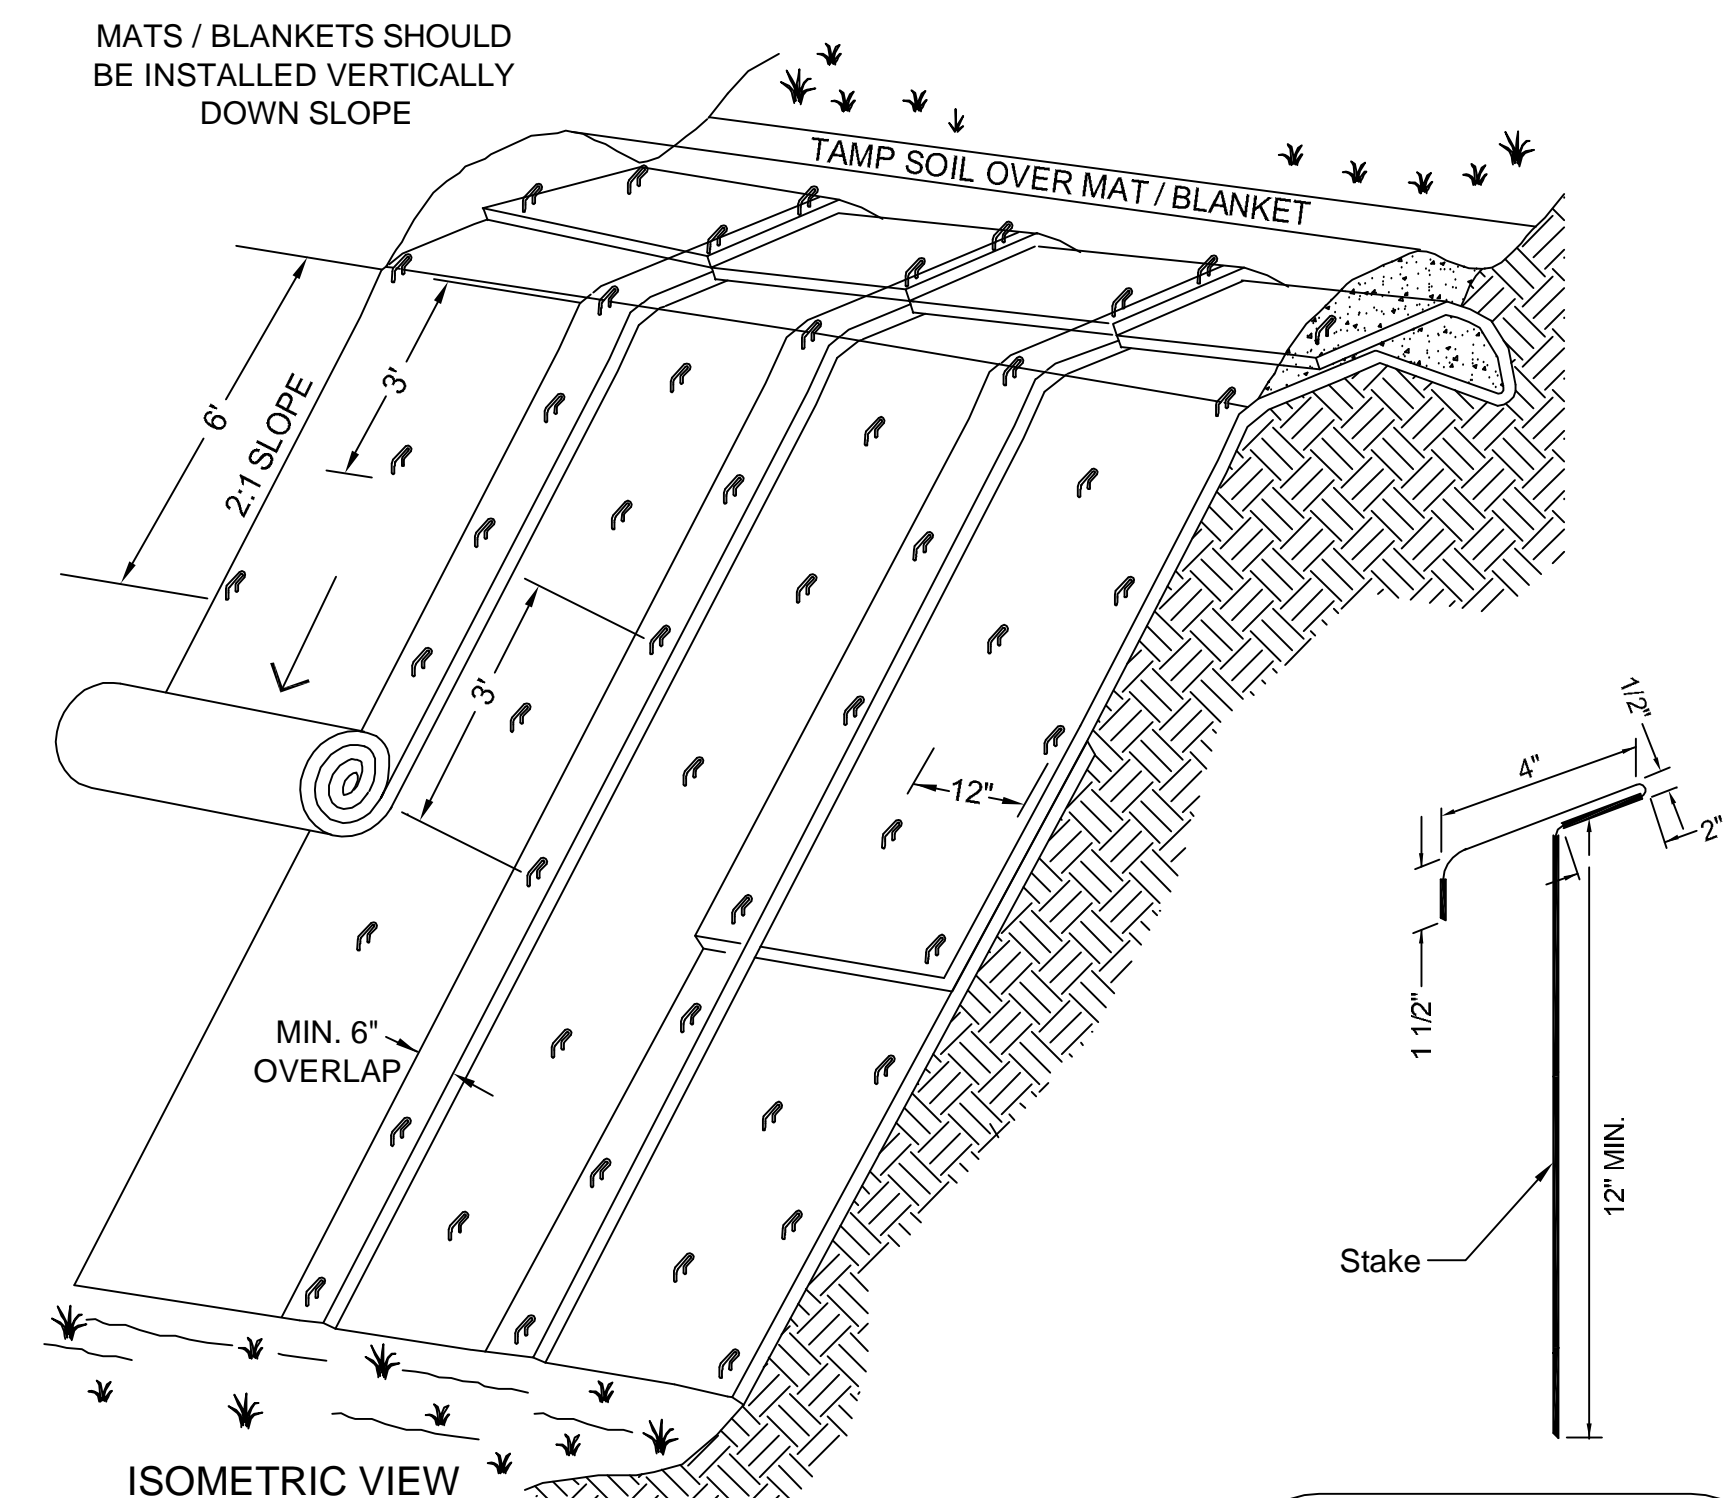 MATS / BLANKETS SHOULD
BE INSTALLED VERTICALLY
DOWN SLOPE
TAMP SOIL OVER MAT / BLANKET
6'
2:1 SLOPE
3'
3'
12"
MIN. 6"
OVERLAP
1/2"
4"
2"
1 1/2"
12" MIN.
Stake
ISOMETRIC VIEW